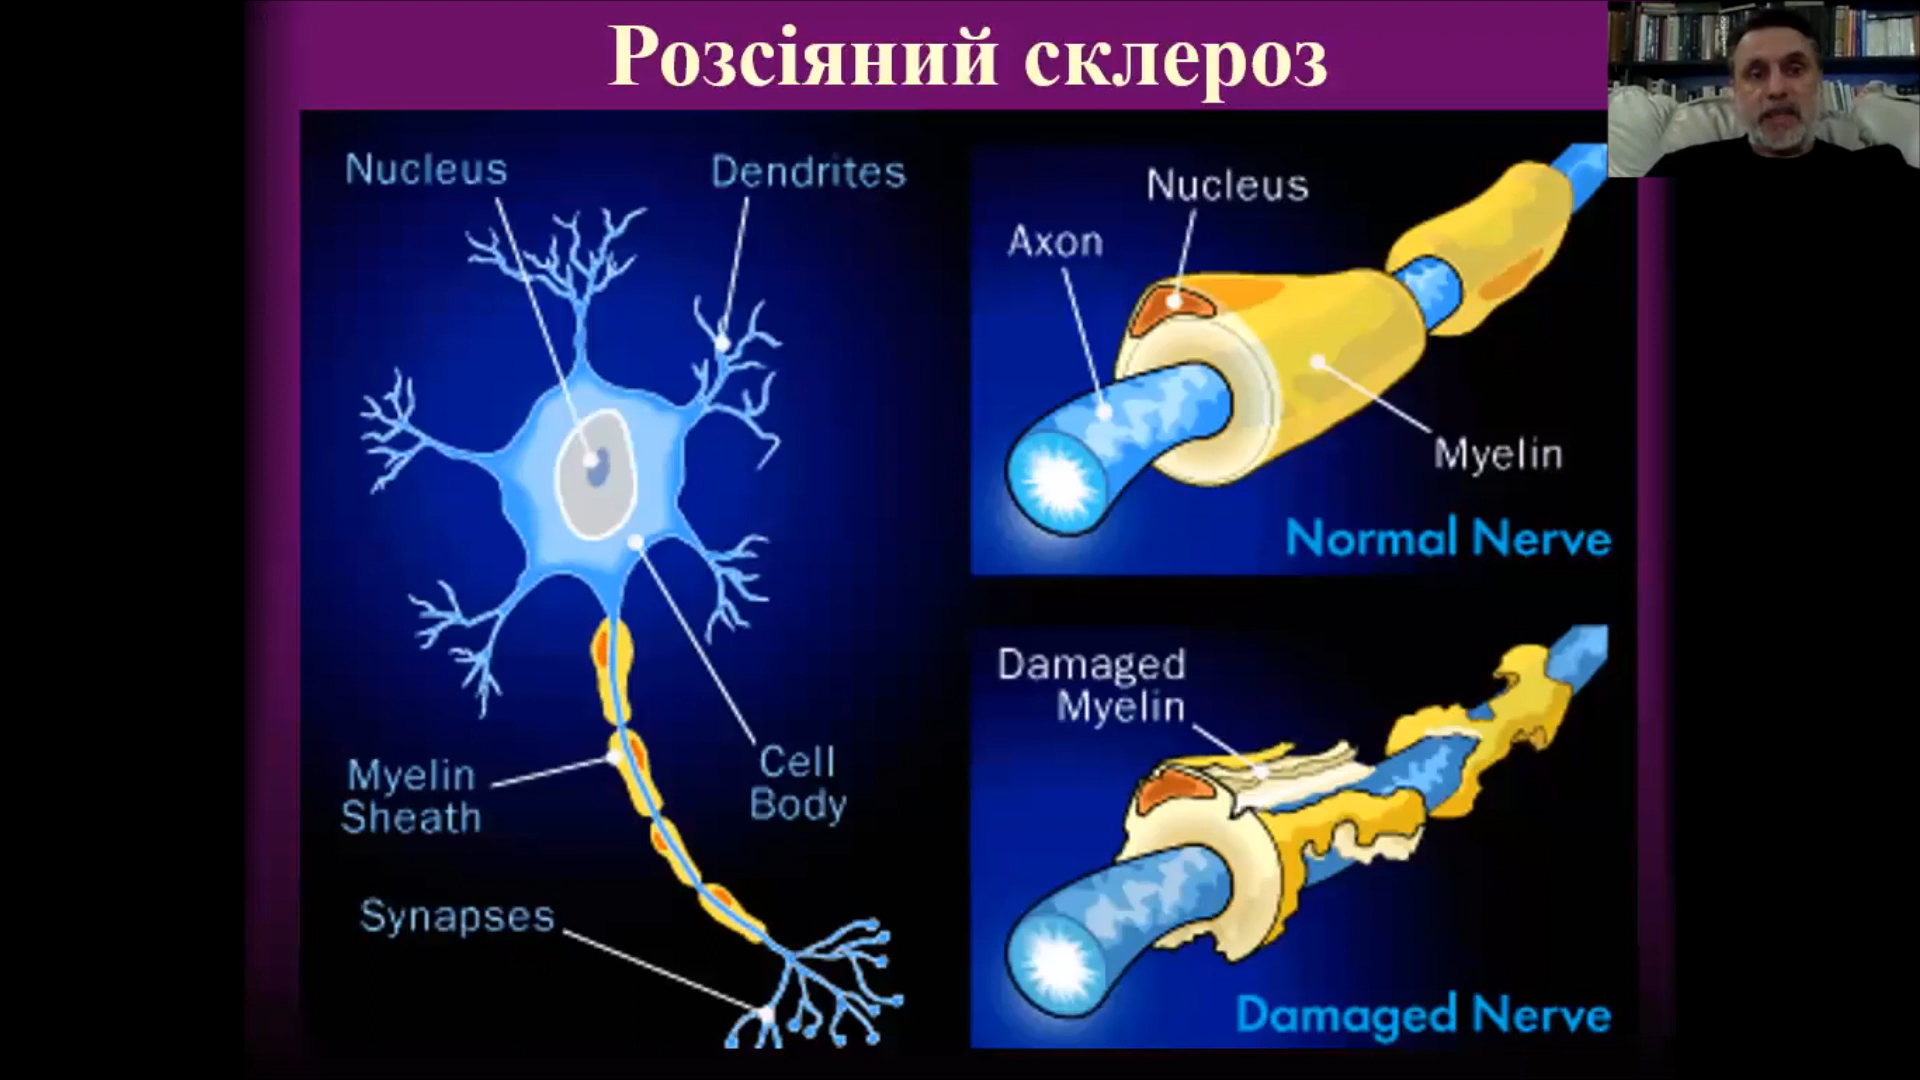 Розсіяний склероз
Nucleus
Dendrites
Myelin
Sheath
Cell
Body
Synapses
Nucleus
Axon
Myelin
Normal Nerve
Damaged
Myelin
Damaged Nerve